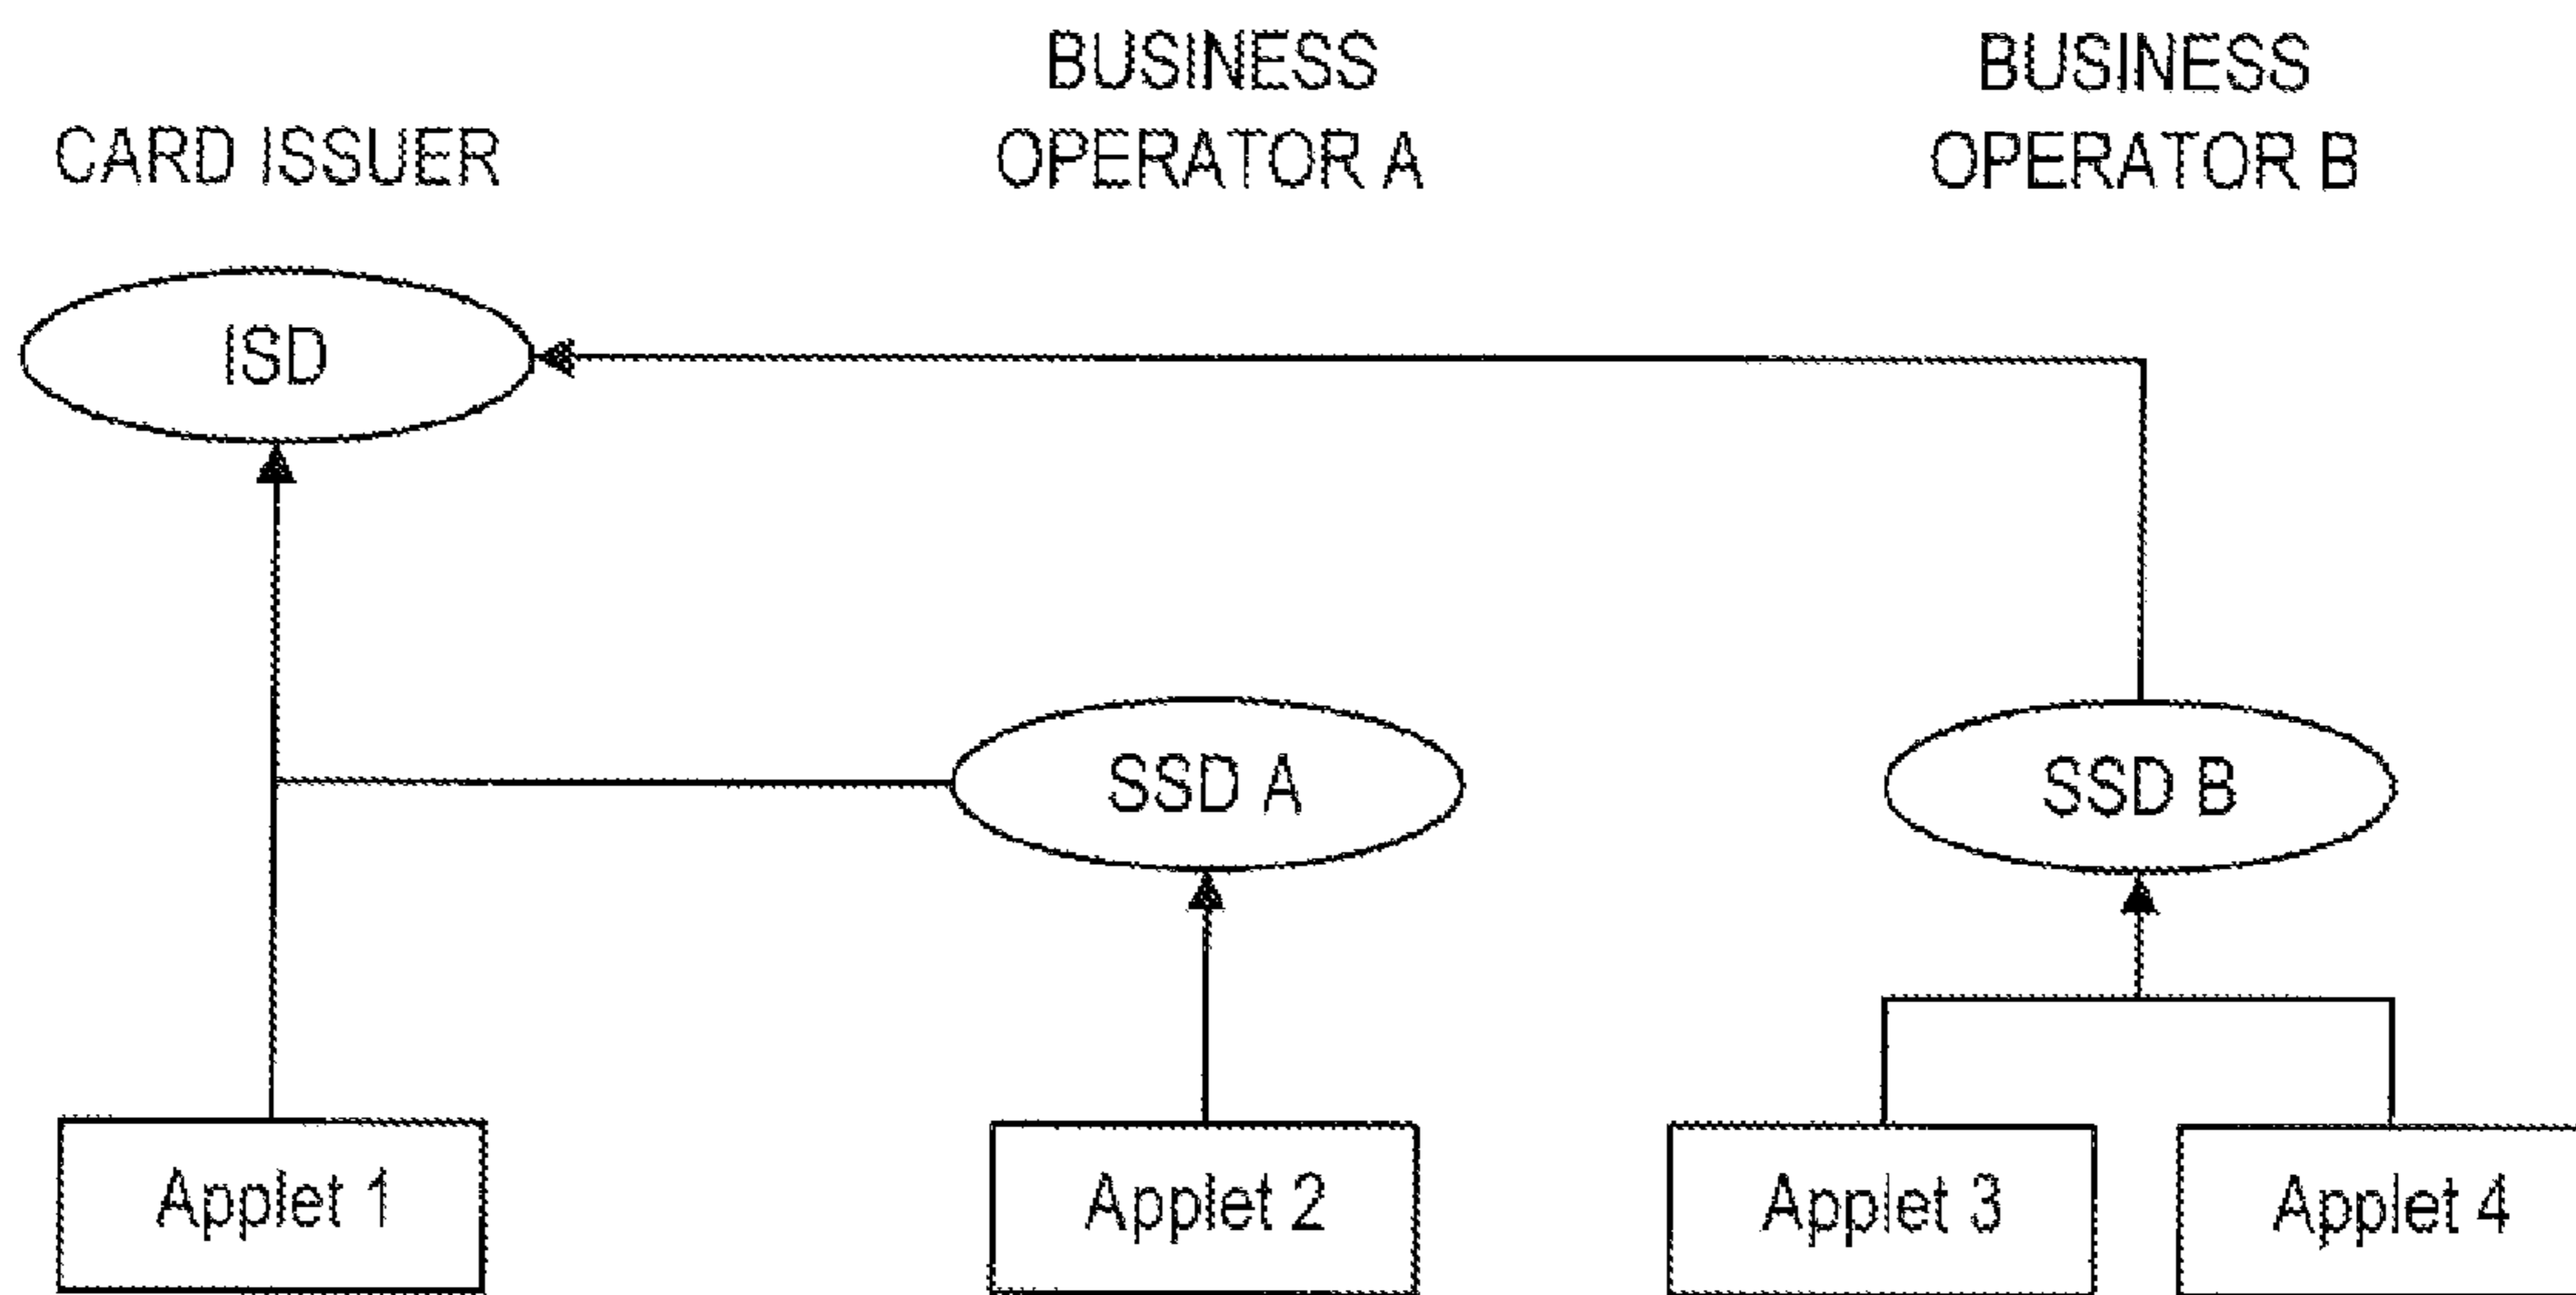 CARD ISSUER
BUSINESS
OPERATOR A
BUSINESS
OPERATOR B
ISD
SSD A
SSD B
Applet 1
Applet 2
Applet 3
Applet 4